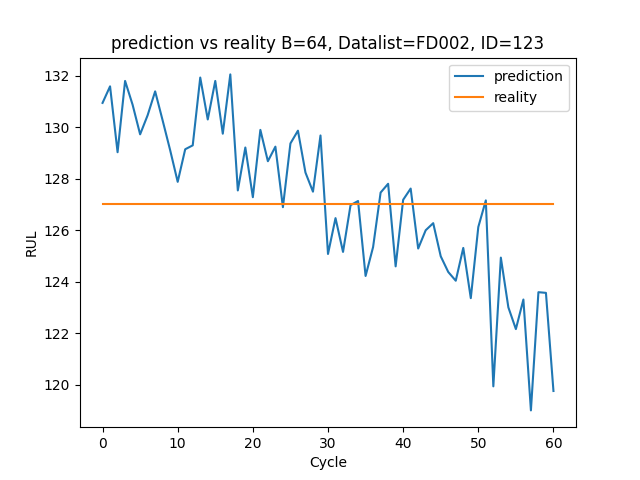 prediction vs reality B=64, Datalist=FD002, ID=123
prediction
reality
RUL
132
130
128
126
124
122
120
0 10 20 30 40 50 60
Cycle